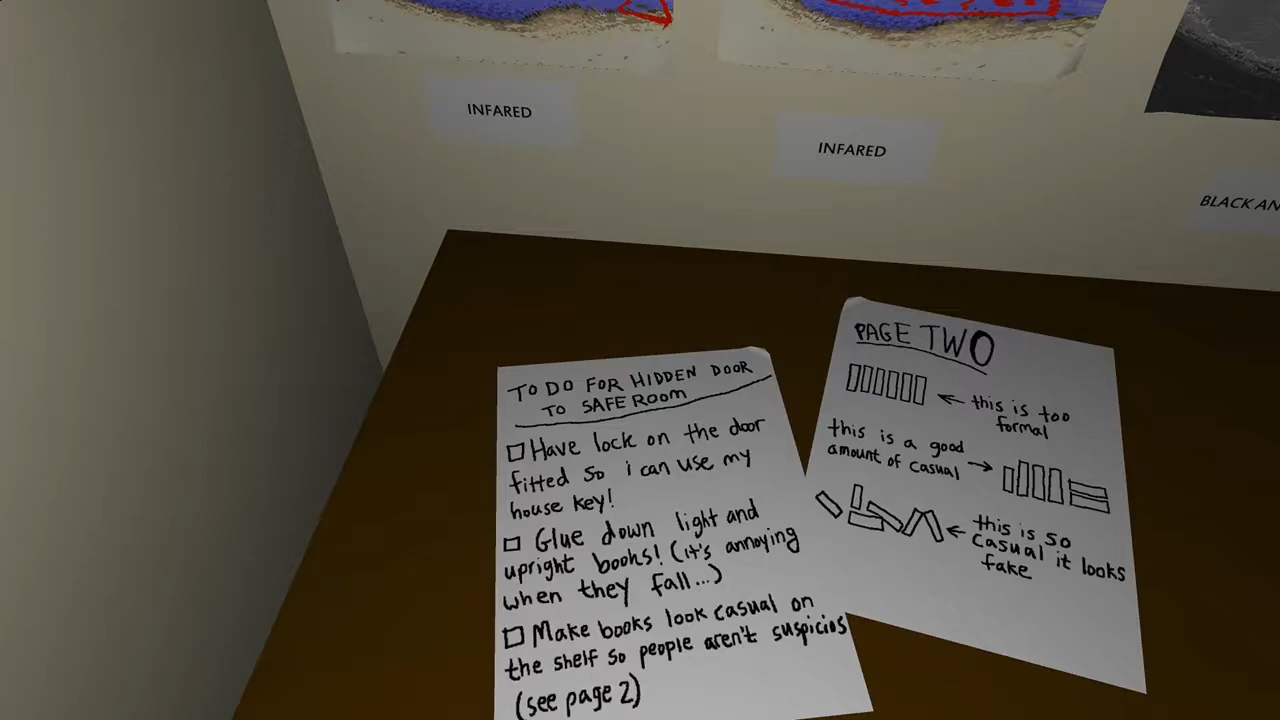 INFARED
INFARED
BLACK AN
TO DO FOR HIDDEN DOOR
TO SAFE ROOM
Have lock on the door
fitted so i can use my
house key!
Glue down light and
upright books! (it's annoying
when they fall...)
Make books look casual on
the shelf so people aren't suspicios
(see page 2)
PAGE TWO
this is too
formal
this is a good
amount of casual
this is so
casual it looks
fake